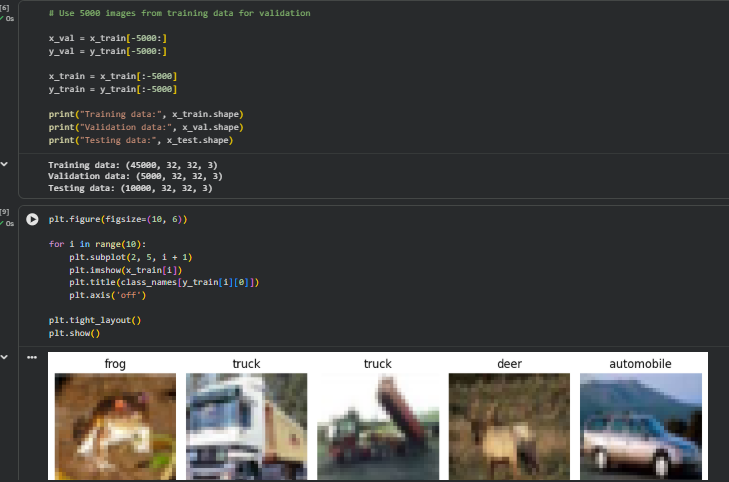 [6]
0s
# Use 5000 images from training data for validation
x_val = x_train[-5000:]
y_val = y_train[-5000:]
x_train = x_train[:-5000]
y_train = y_train[:-5000]
print("Training data:", x_train.shape)
print("Validation data:", x_val.shape)
print("Testing data:", x_test.shape)
Training data: (45000, 32, 32, 3)
Validation data: (5000, 32, 32, 3)
Testing data: (10000, 32, 32, 3)
[9]
0s
plt.figure(figsize=(10, 6))
for i in range(10):
    plt.subplot(2, 5, i + 1)
    plt.imshow(x_train[i])
    plt.title(class_names[y_train[i][0]])
    plt.axis('off')
plt.tight_layout()
plt.show()
frog truck truck deer automobile